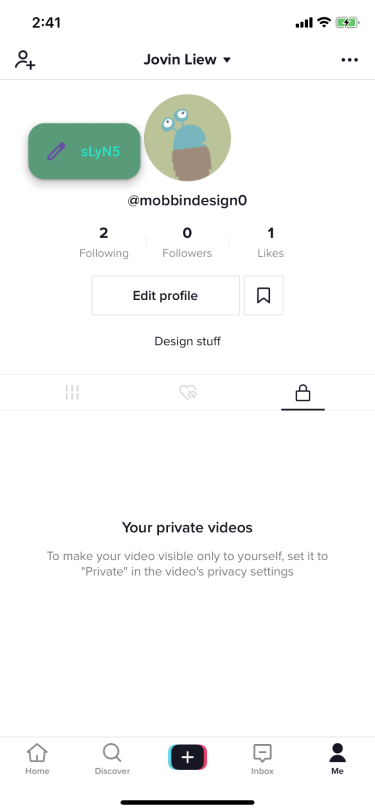 2:41
Jovin Liew
sLyN5
@mobbindesign0
2 0 1
Following Followers Likes
Edit profile
Design stuff
Your private videos
To make your video visible only to yourself, set it to
"Private" in the video's privacy settings
Home Discover Inbox Me